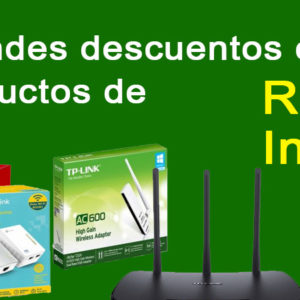 ndes descuentos
uctos de
R
In
TP-LINK
AC600
High Gain
Wireless Adapter